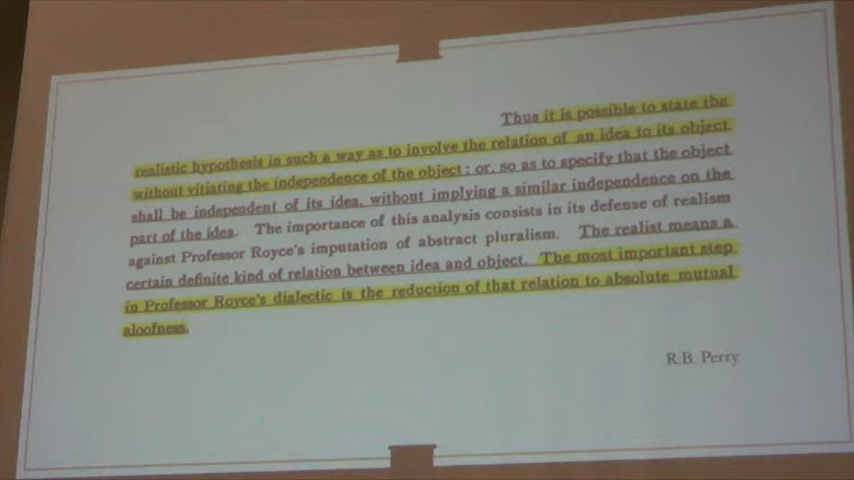 Thus it is possible to state the
realistic hypothesis in such a way as to involve the relation of an idea to its object
without vitiating the independence of the object; or, so as to specify that the object
shall be independent of its idea, without implying a similar independence on the
part of the idea. The importance of this analysis consists in its defense of realism
against Professor Royce's imputation of abstract pluralism. The realist means a
certain definite kind of relation between idea and object. The most important step
in Professor Royce's dialectic is the reduction of that relation to absolute mutual
aloofness.
R.B. Perry